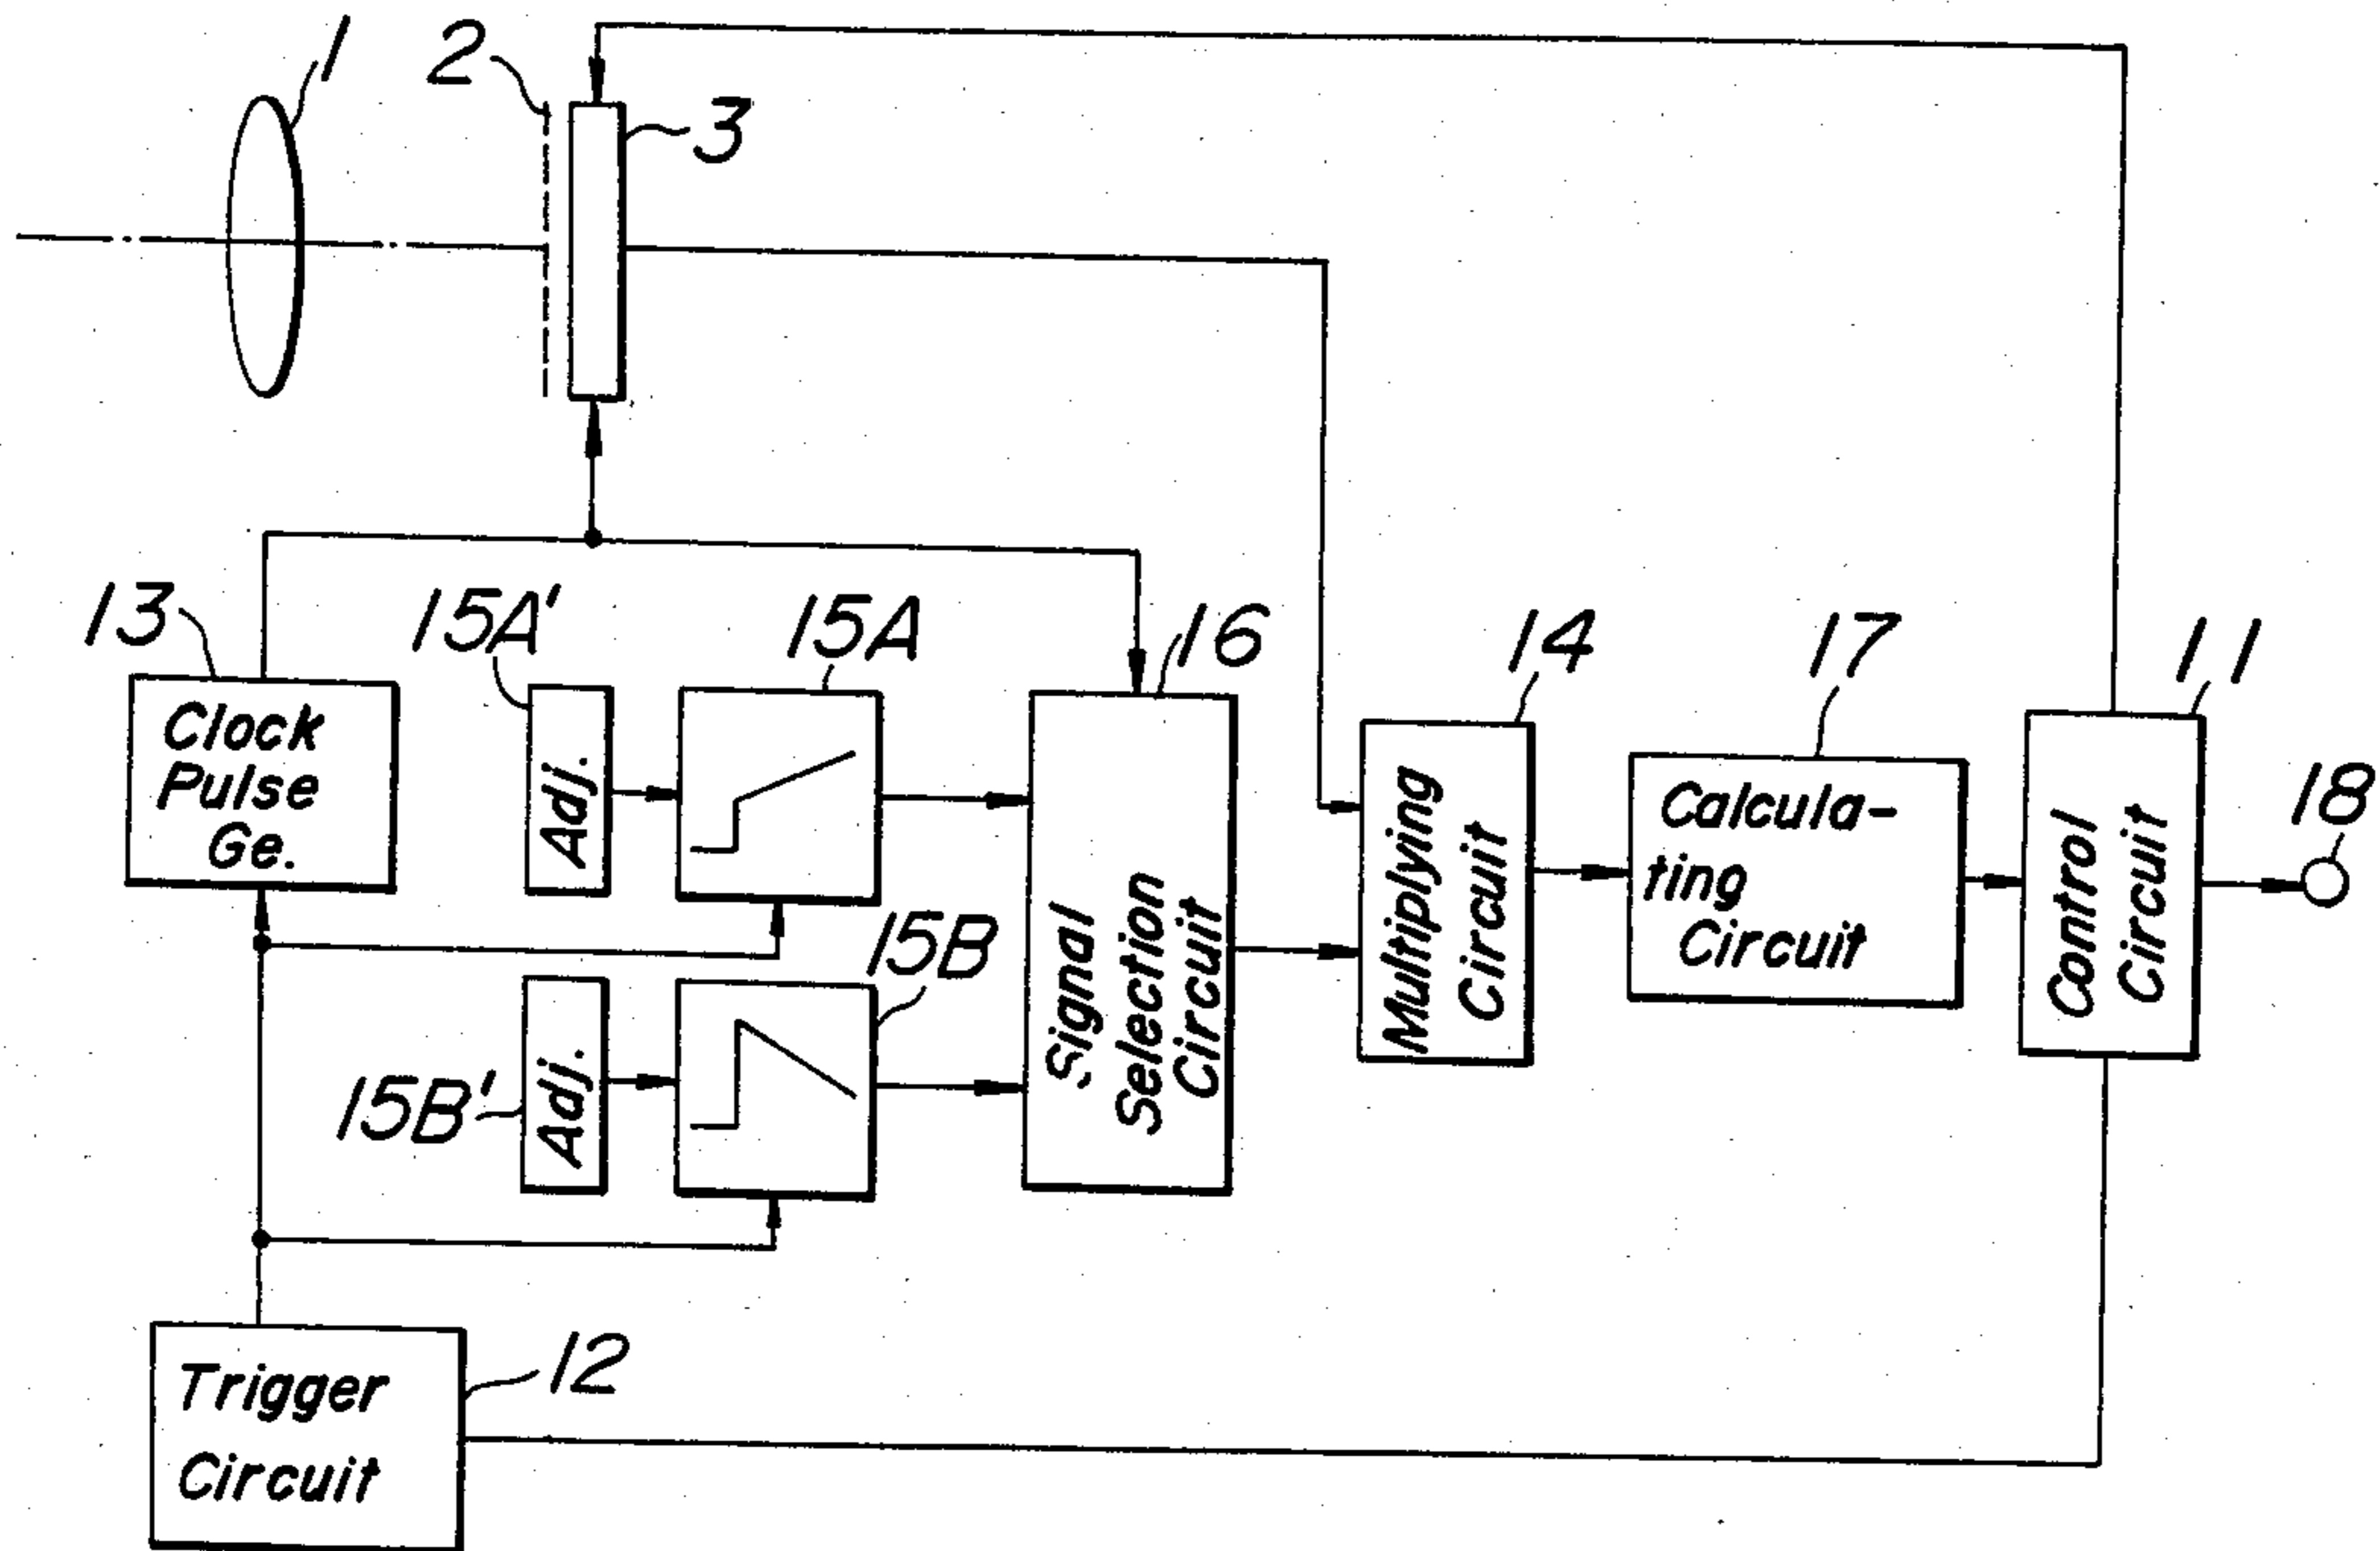 1
2
3
13
15A'
15A
16
14
17
11
18
Clock
Pulse
Ge.
Adj.
15B
15B'
Adj.
Signal
Selection
Circuit
Multiplying
Circuit
Calcula-
ting
Circuit
Control
Circuit
12
Trigger
Circuit